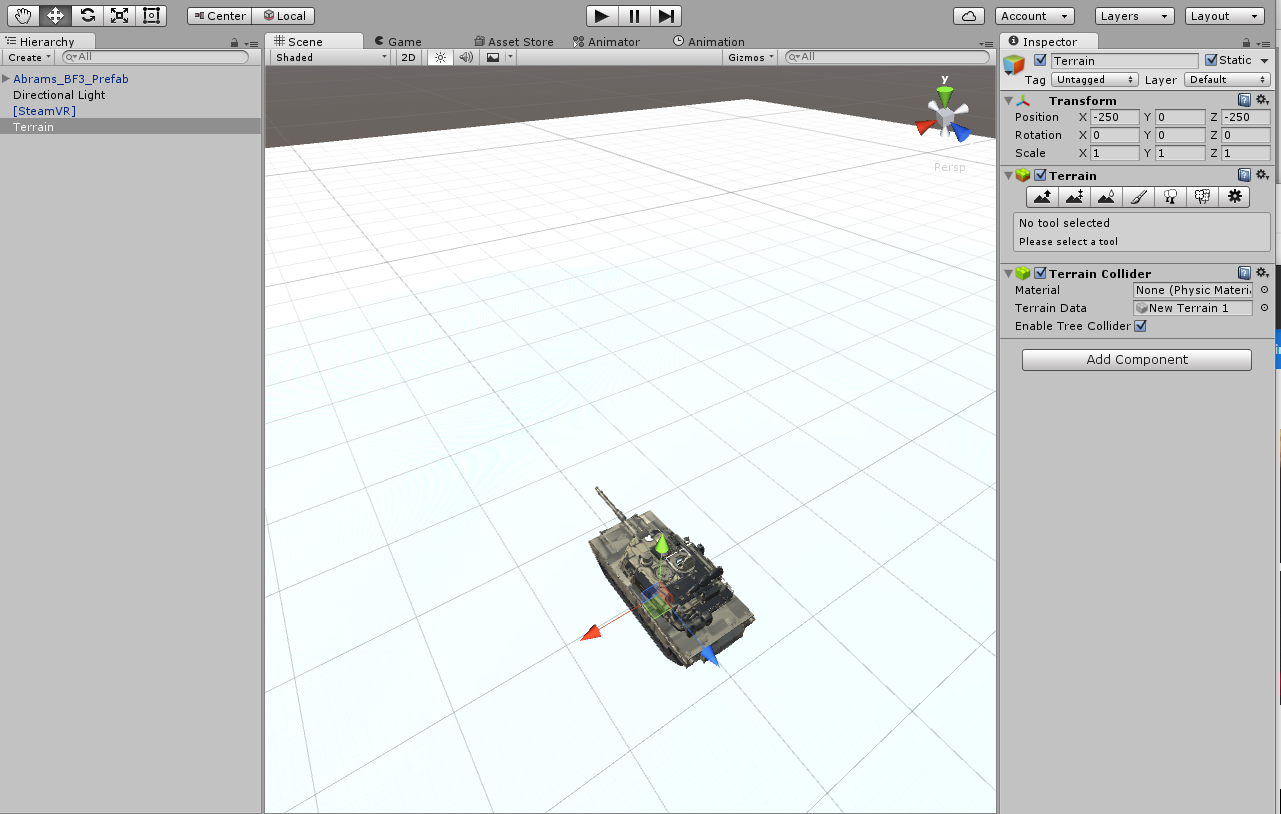 Center Local Account Layers Layout
Hierarchy
Create All
Abrams_BF3_Prefab
Directional Light
[SteamVR]
Terrain
Scene Game Asset Store Animator Animation
Shaded 2D Gizmos All
y
Persp
Inspector
Terrain Static
Tag Untagged Layer Default
Transform
Position X -250 Y 0 Z -250
Rotation X 0 Y 0 Z 0
Scale X 1 Y 1 Z 1
Terrain
No tool selected
Please select a tool
Terrain Collider
Material None (Physic Materi
Terrain Data New Terrain 1
Enable Tree Collider
Add Component